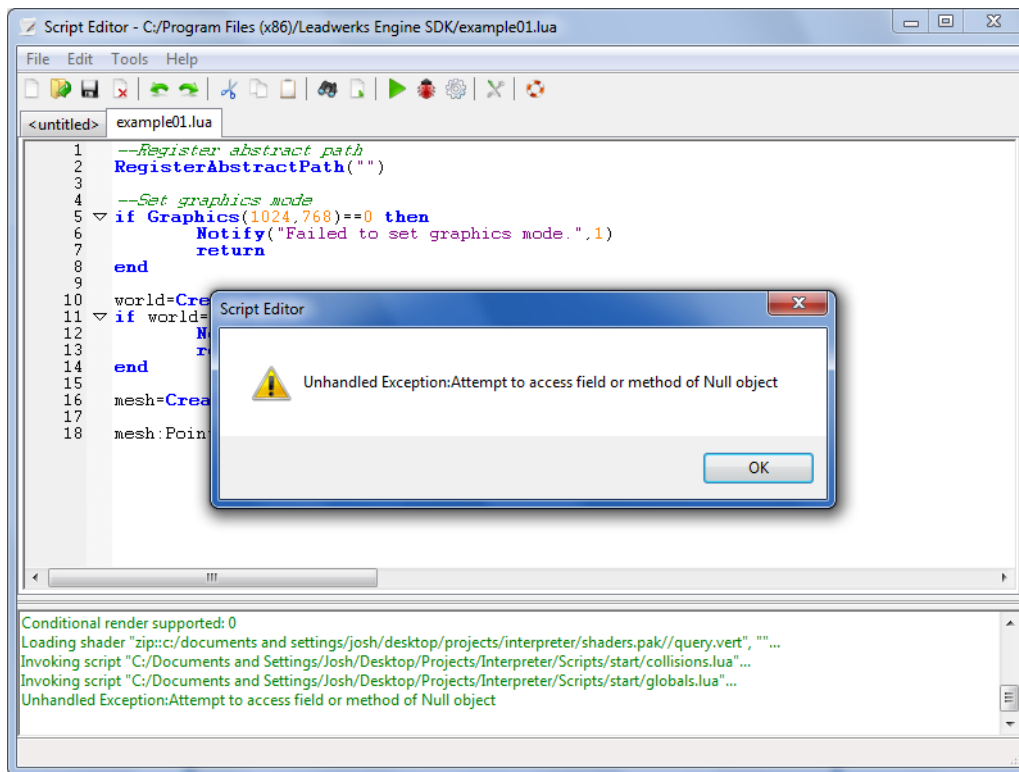 Script Editor - C:/Program Files (x86)/Leadwerks Engine SDK/example01.lua
File Edit Tools Help
<untitled> example01.lua
1 --Register abstract path
2 RegisterAbstractPath("")
3
4 --Set graphics mode
5 if Graphics(1024,768)==0 then
6 Notify("Failed to set graphics mode.",1)
7 return
8 end
9
10 world=Cre
11 if world=
12 N
13 r
14 end
15
16 mesh=Crea
17
18 mesh:Poin
Script Editor
Unhandled Exception:Attempt to access field or method of Null object
OK
Conditional render supported: 0
Loading shader "zip::c:/documents and settings/josh/desktop/projects/interpreter/shaders.pak//query.vert", ""...
Invoking script "C:/Documents and Settings/Josh/Desktop/Projects/Interpreter/Scripts/start/collisions.lua"...
Invoking script "C:/Documents and Settings/Josh/Desktop/Projects/Interpreter/Scripts/start/globals.lua"...
Unhandled Exception:Attempt to access field or method of Null object